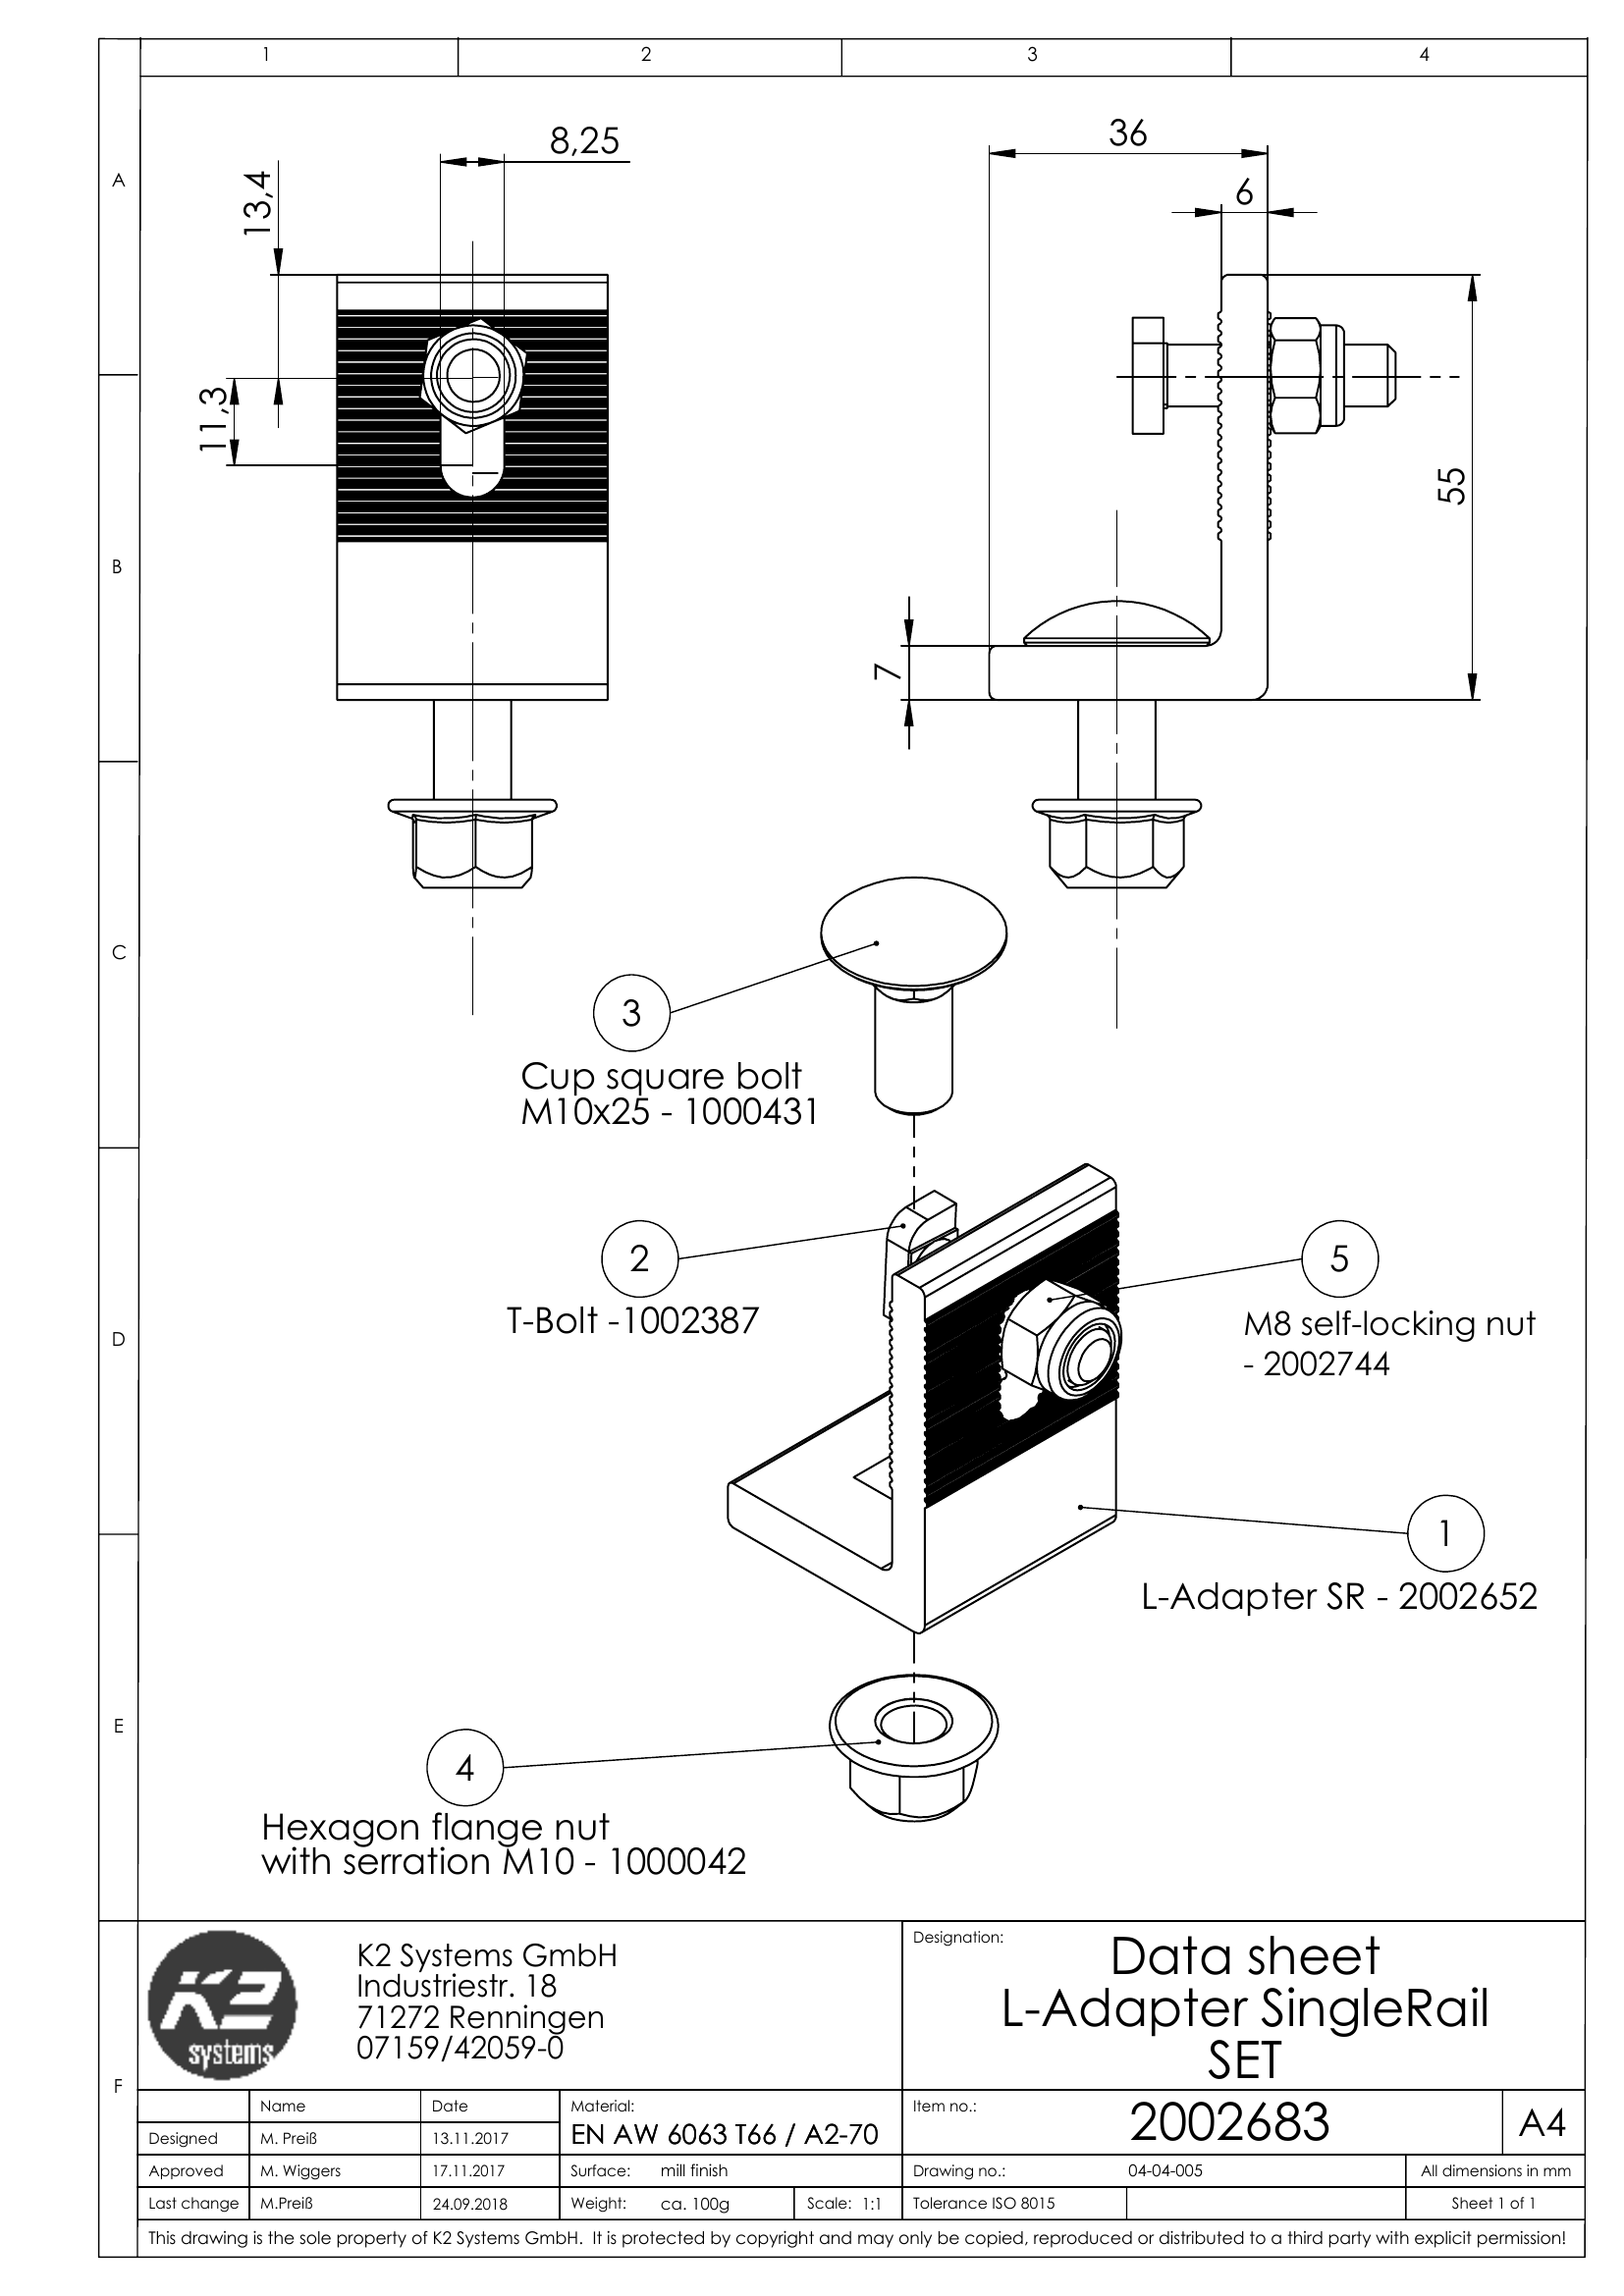 1
2
3
4
A
B
C
D
E
F
8,25
13,4
11,3
36
6
55
7
3
Cup square bolt
M10x25 - 1000431
2
T-Bolt -1002387
5
M8 self-locking nut
- 2002744
1
L-Adapter SR - 2002652
4
Hexagon flange nut
with serration M10 - 1000042
K2
systems
K2 Systems GmbH
Industriestr. 18
71272 Renningen
07159/42059-0
Designation:
Data sheet
L-Adapter SingleRail
SET
Name
Date
Material:
EN AW 6063 T66 / A2-70
Item no.:
2002683
A4
Designed
M. Preiß
13.11.2017
Approved
M. Wiggers
17.11.2017
Surface: mill finish
Drawing no.:
04-04-005
All dimensions in mm
Last change
M.Preiß
24.09.2018
Weight: ca. 100g
Scale: 1:1
Tolerance ISO 8015
Sheet 1 of 1
This drawing is the sole property of K2 Systems GmbH. It is protected by copyright and may only be copied, reproduced or distributed to a third party with explicit permission!